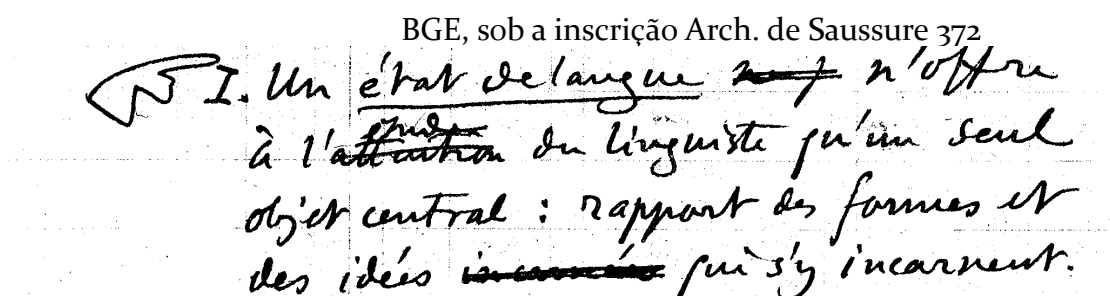 BGE, sob a inscrição Arch. de Saussure 372
I. Un état de langue n'offre
à l'étude du linguiste qu'un seul
objet central : rapport des formes et
des idées qui s'y incarnent.